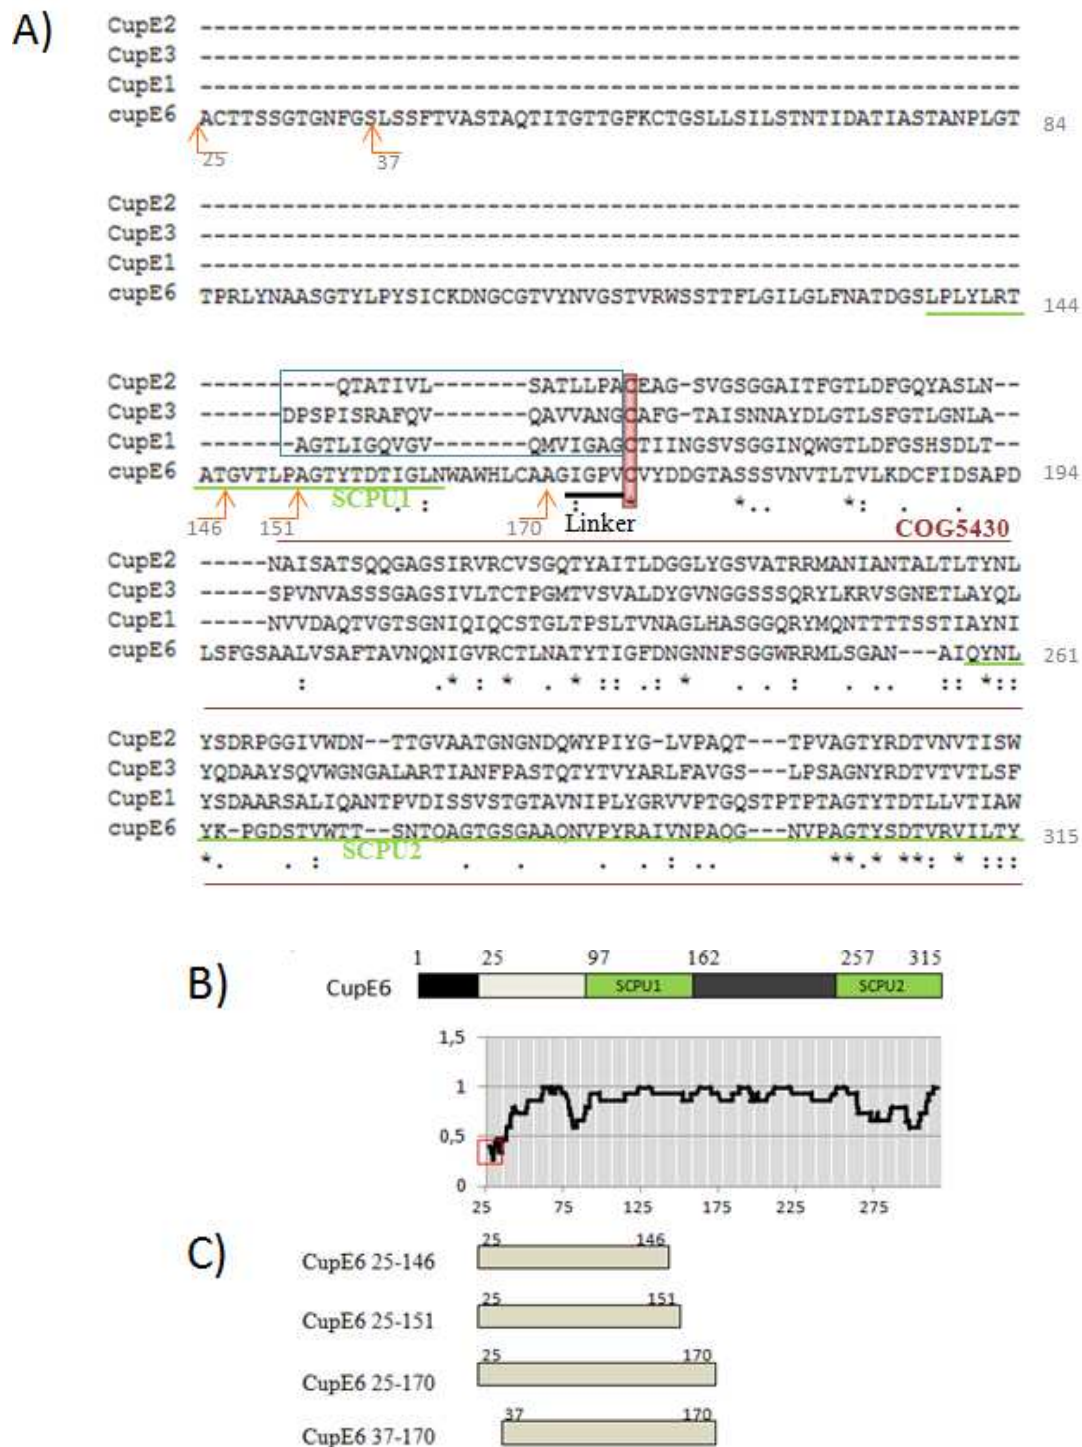 A)
CupE2 ------------------------------------------------------------
CupE3 ------------------------------------------------------------
CupE1 ------------------------------------------------------------
cupE6 ACTTSSGTGNFGSLSSFTVASTAQTITGTTGFKCTGSLLSILSTNTIDATIASTANPLGT 84
25 37
CupE2 ------------------------------------------------------------
CupE3 ------------------------------------------------------------
CupE1 ------------------------------------------------------------
cupE6 TPRLYNAASGTYLPYSICKDNGCGTVYNVGSTVRWSSTTFLGILGLFNATDGSLPLYLRT 144
CupE2 ----------QTATIVL-------SATLLPACEAG-SVGSGGAITFGTLDFGQYASLN--
CupE3 ------DPSPISRAFQV-------QAVVANGCAFG-TAISNNAYDLGTLSFGTLGNLA--
CupE1 -------AGTLIGQVGV-------QMVIGAGCTIINGSVSGGINQWGTLDFGSHSDLT--
cupE6 ATGVTLPAGTYTDTIGLNWAWHLCAAGIGPVCVYDDGTASSSVNVTLTVLKDCFIDSAPD 194
. : : * *.. *: . .
SCPU1
146 151 170 Linker
COG5430
CupE2 -----NAISATSQQGAGSIRVRCVSGQTYAITLDGGLYGSVATRRMANIANTALTLTYNL
CupE3 -----SPVNVASSSGAGSIVLTCTPGMTVSVALDYGVNGGSSSQRYLKRVSGNETLAYQL
CupE1 -----NVVDAQTVGTSGNIQIQCSTGLTPSLTVNAGLHASGGQRYMQNTTTTSSTIAYNI
cupE6 LSFGSAALVSAFTAVNQNIGVRCTLNATYTIGFDNGNNFSGGWRRMLSGAN---AIQYNL 261
: .* : * . * :: .: * . . : . .. :: *::
CupE2 YSDRPGGIVWDN--TTGVAATGNGNDQWYPIYG-LVPAQT---TPVAGTYRDTVNVTISW
CupE3 YQDAAYSQVWGNGALARTIANFPASTQTYTVYARLFAVGS---LPSAGNYRDTVTVTLSF
CupE1 YSDAARSALIQANTPVDISSVSTGTAVNIPLYGRVVPTGQSTPTPTAGTYTDTLLVTIAW
cupE6 YK-PGDSTVWTT--SNTQAGTGSGAAQNVPYRAIVNPAQG---NVPAGTYSDTVRVILTY 315
SCPU2
*. . : . . . : .. **.* **: * :::
B)
1 25 97 162 257 315
CupE6 SCPU1 SCPU2
1,5
1
0,5
0
25 75 125 175 225 275
C)
CupE6 25-146 25 146
CupE6 25-151 25 151
CupE6 25-170 25 170
CupE6 37-170 37 170